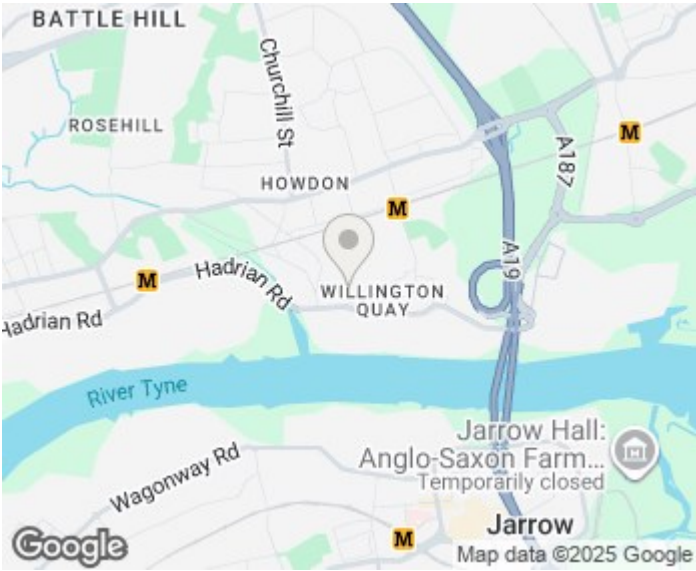 BATTLE HILL
Churchill St
ROSEHILL
M
A187
HOWDON
M
A19
Hadrian Rd
M
WILLINGTON
QUAY
Hadrian Rd
River Tyne
Jarrow Hall:
Anglo-Saxon Farm...
Temporarily closed
Wagonway Rd
Jarrow
M
Google
Map data ©2025 Google